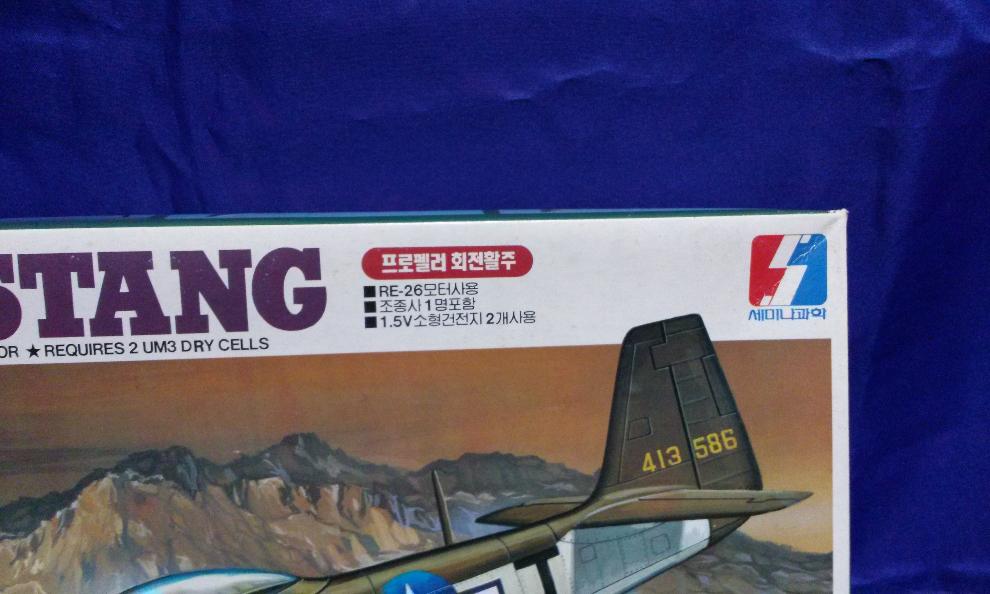 STANG
OR ★ REQUIRES 2 UM3 DRY CELLS
프로펠러 회전활주
■ RE-26모터사용
■ 조종사 1명포함
■ 1.5V소형건전지 2개사용
세미나과학
413 586